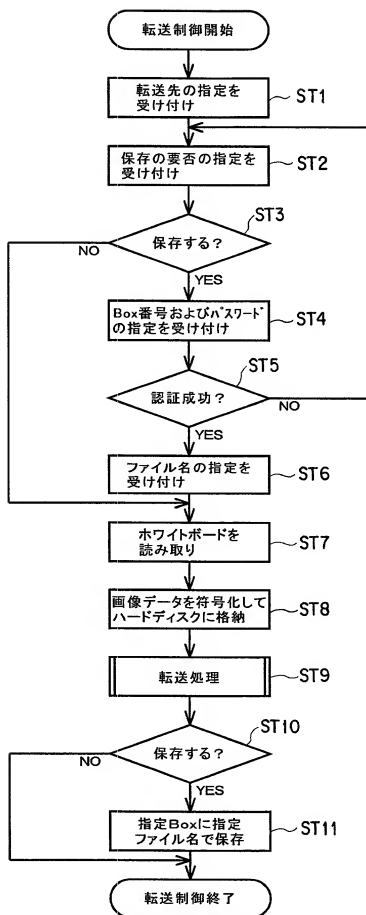 転送制御開始
転送先の指定を
受け付け
ST1
保存の要否の指定を
受け付け
ST2
保存する?
ST3
NO
YES
Box番号およびパスワード
の指定を受け付け
ST4
認証成功?
ST5
NO
YES
ファイル名の指定を
受け付け
ST6
ホワイトボードを
読み取り
ST7
画像データを符号化して
ハードディスクに格納
ST8
転送処理
ST9
保存する?
ST10
NO
YES
指定Boxに指定
ファイル名で保存
ST11
転送制御終了